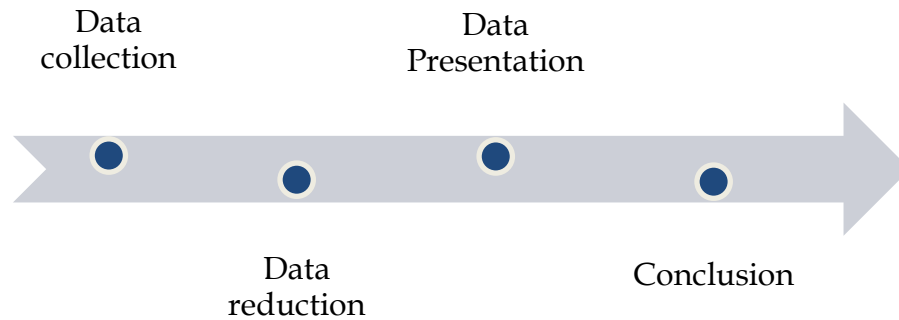 Data
collection
Data
reduction
Data
Presentation
Conclusion